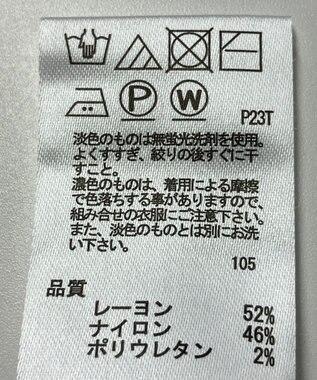 P
W
P23T
淡色のものは無蛍光洗剤を使用。
よくすすぎ、絞りの後すぐに干
すこと。
濃色のものは、着用による摩擦
で色落ちする事がありますので、
組み合せの衣服にご注意下さい。
また、淡色のものとは別にお洗
い下さい。
105
品質
レーヨン 52%
ナイロン 46%
ポリウレタン 2%